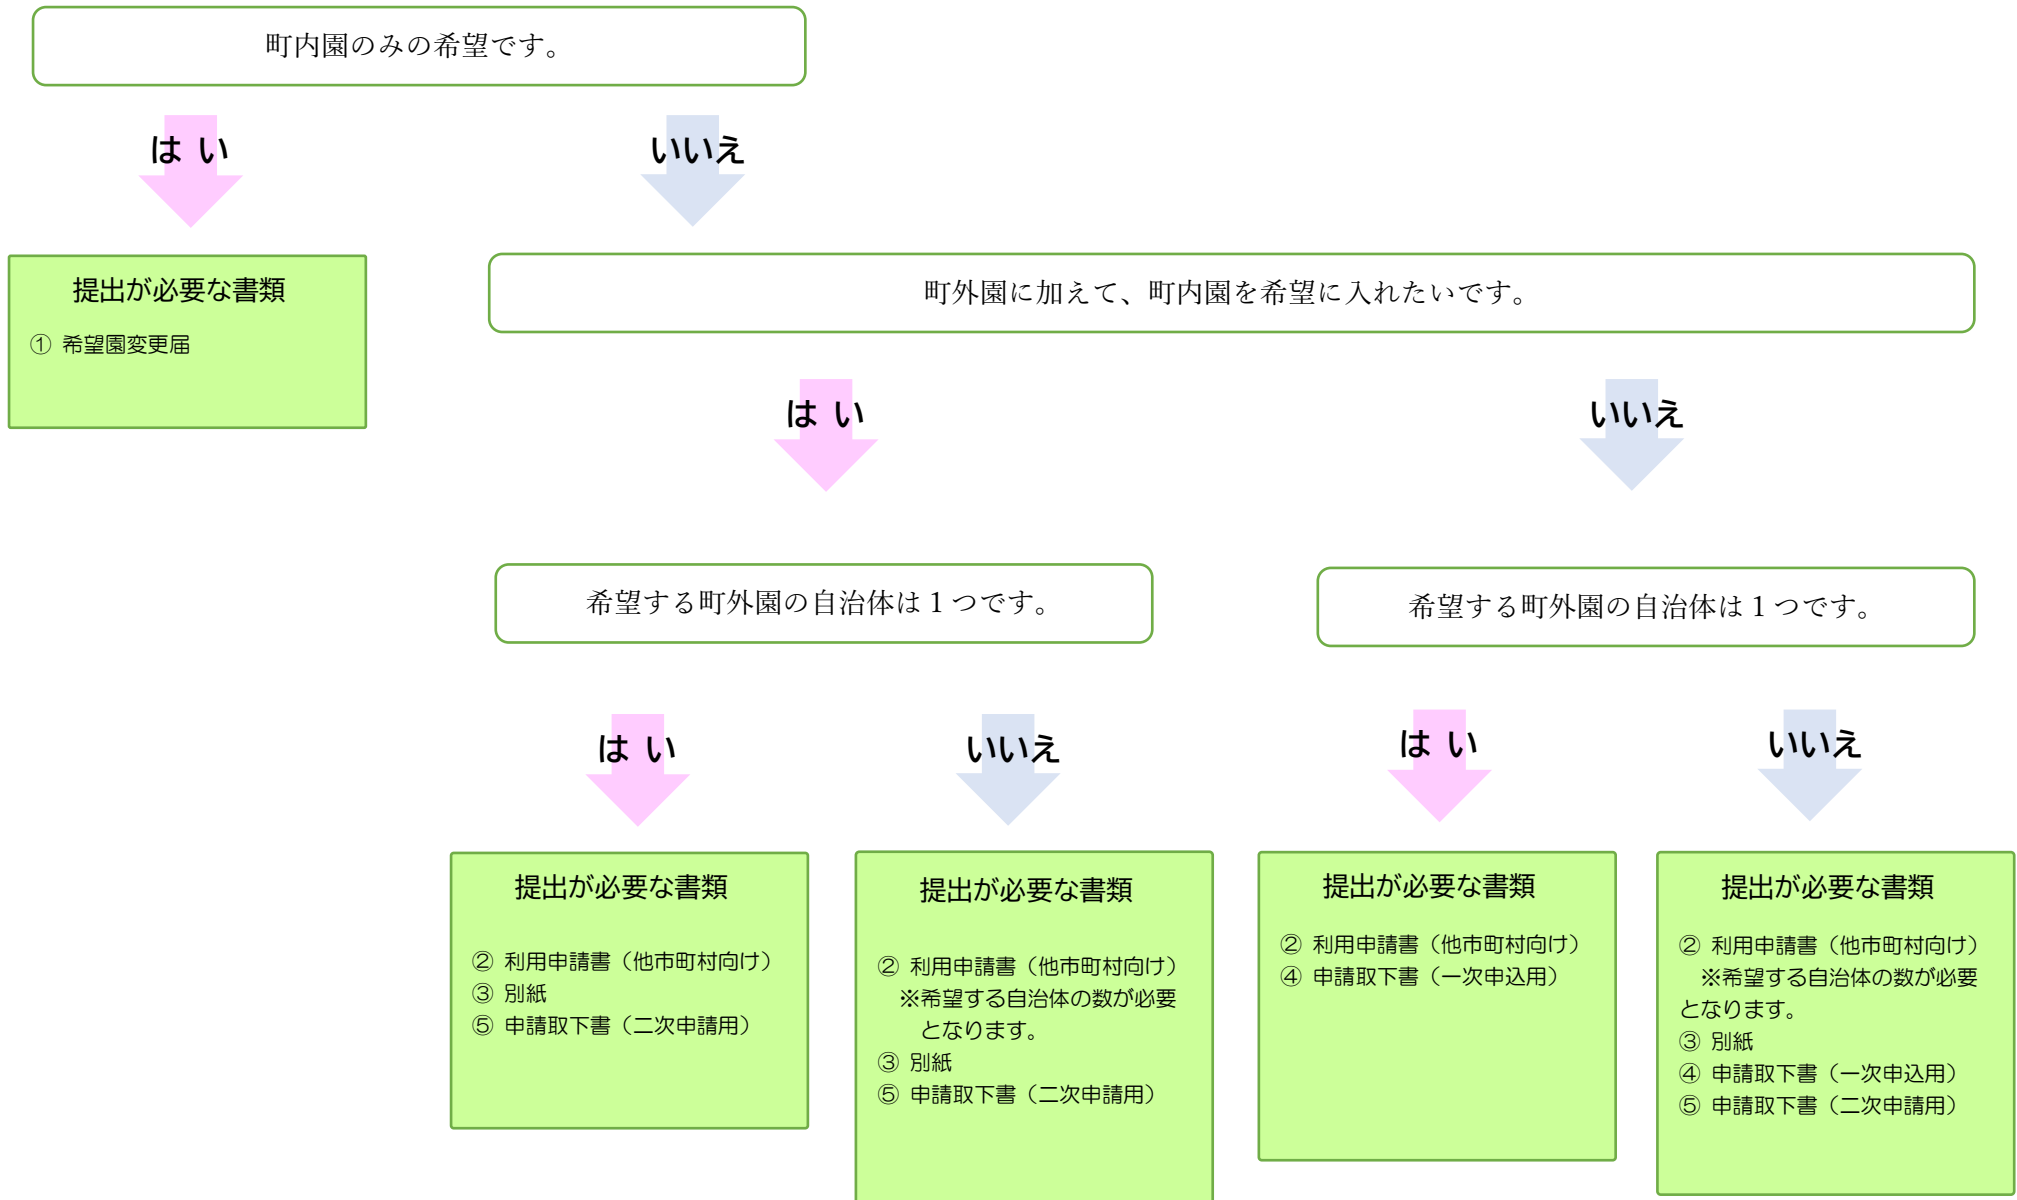 町内園のみの希望です。
は い
いいえ
提出が必要な書類
① 希望園変更届
町外園に加えて、町内園を希望に入れたいです。
は い
いいえ
希望する町外園の自治体は１つです。
希望する町外園の自治体は１つです。
は い
いいえ
は い
いいえ
提出が必要な書類
② 利用申請書（他市町村向け）
③ 別紙
⑤ 申請取下書（二次申請用）
提出が必要な書類
② 利用申請書（他市町村向け）
※希望する自治体の数が必要
となります。
③ 別紙
⑤ 申請取下書（二次申請用）
提出が必要な書類
② 利用申請書（他市町村向け）
④ 申請取下書（一次申込用）
提出が必要な書類
② 利用申請書（他市町村向け）
※希望する自治体の数が必要
となります。
③ 別紙
④ 申請取下書（一次申込用）
⑤ 申請取下書（二次申請用）